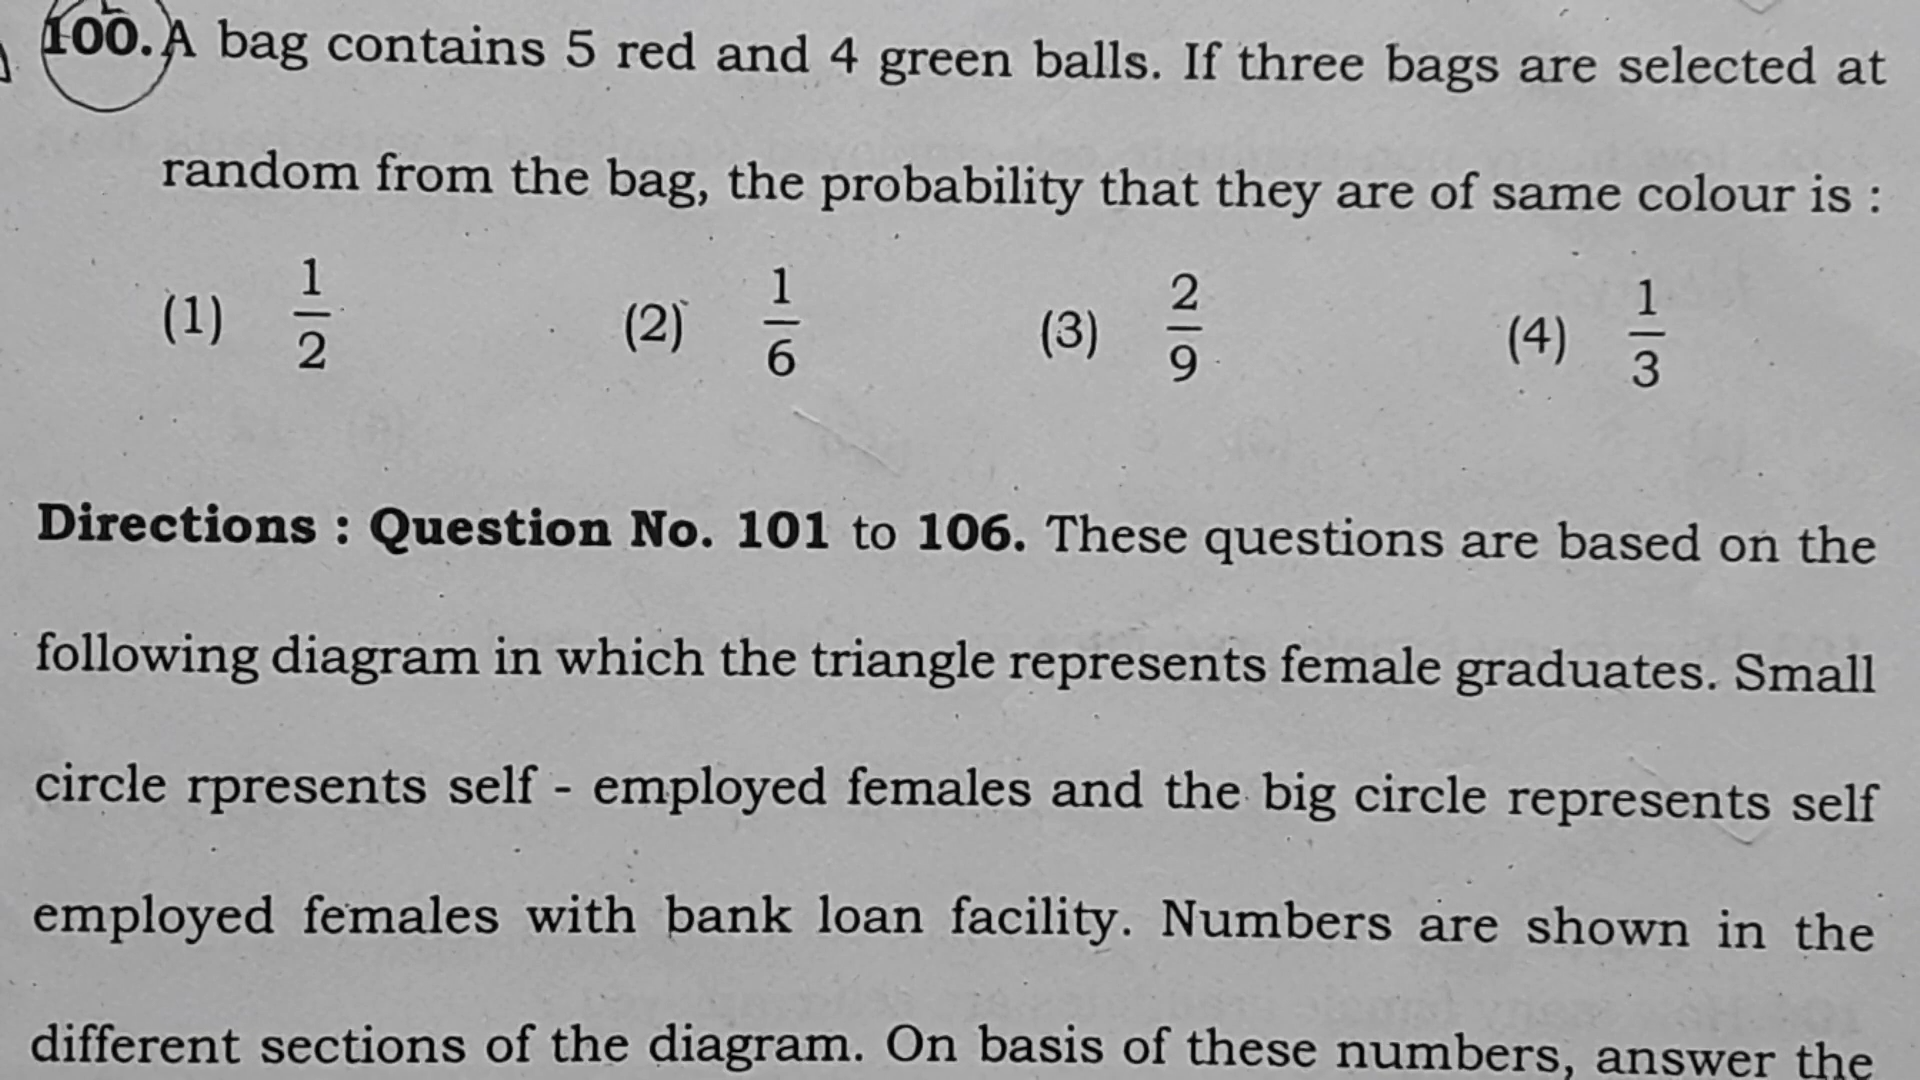 100. A bag contains 5 red and 4 green balls. If three bags are selected at
random from the bag, the probability that they are of same colour is :
(1) 1/2 (2) 1/6 (3) 2/9 (4) 1/3
Directions : Question No. 101 to 106. These questions are based on the
following diagram in which the triangle represents female graduates. Small
circle rpresents self - employed females and the big circle represents self
employed females with bank loan facility. Numbers are shown in the
different sections of the diagram. On basis of these numbers, answer the